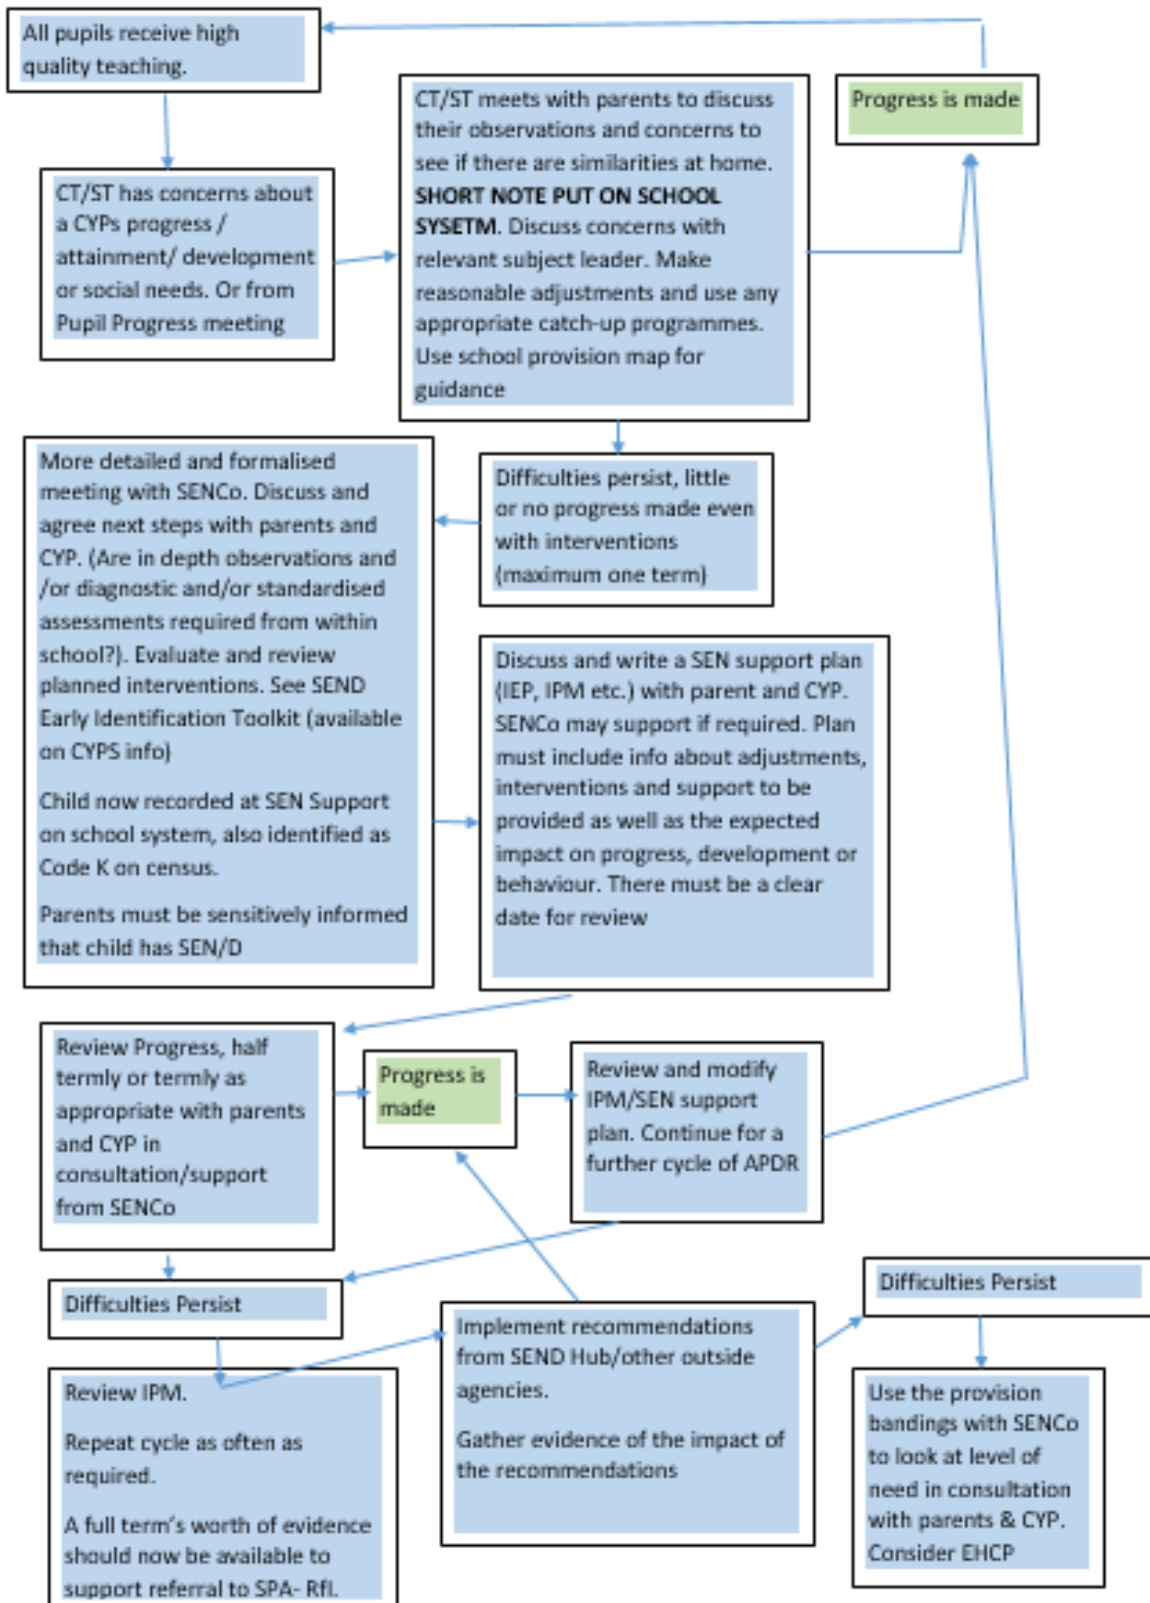 All pupils receive high
quality teaching.
Progress is made
CT/ST meets with parents to discuss
their observations and concerns to
see if there are similarities at home.
SHORT NOTE PUT ON SCHOOL
SYSETM. Discuss concerns with
relevant subject leader. Make
reasonable adjustments and use any
appropriate catch-up programmes.
Use school provision map for
guidance
CT/ST has concerns about
a CYPs progress /
attainment/ development
or social needs. Or from
Pupil Progress meeting
Difficulties persist, little
or no progress made even
with interventions
(maximum one term)
More detailed and formalised
meeting with SENCo. Discuss and
agree next steps with parents and
CYP. (Are in depth observations and
/or diagnostic and/or standardised
assessments required from within
school?). Evaluate and review
planned interventions. See SEND
Early Identification Toolkit (available
on CYPS info)
Child now recorded at SEN Support
on school system, also identified as
Code K on census.
Parents must be sensitively informed
that child has SEN/D
Discuss and write a SEN support plan
(IEP, IPM etc.) with parent and CYP.
SENCo may support if required. Plan
must include info about adjustments,
interventions and support to be
provided as well as the expected
impact on progress, development or
behaviour. There must be a clear
date for review
Review Progress, half
termly or termly as
appropriate with parents
and CYP in
consultation/support
from SENCo
Progress is
made
Review and modify
IPM/SEN support
plan. Continue for a
further cycle of APDR
Difficulties Persist
Review IPM.
Repeat cycle as often as
required.
A full term's worth of evidence
should now be available to
support referral to SPA- RfI.
Implement recommendations
from SEND Hub/other outside
agencies.
Gather evidence of the impact of
the recommendations
Difficulties Persist
Use the provision
bandings with SENCo
to look at level of
need in consultation
with parents & CYP.
Consider EHCP